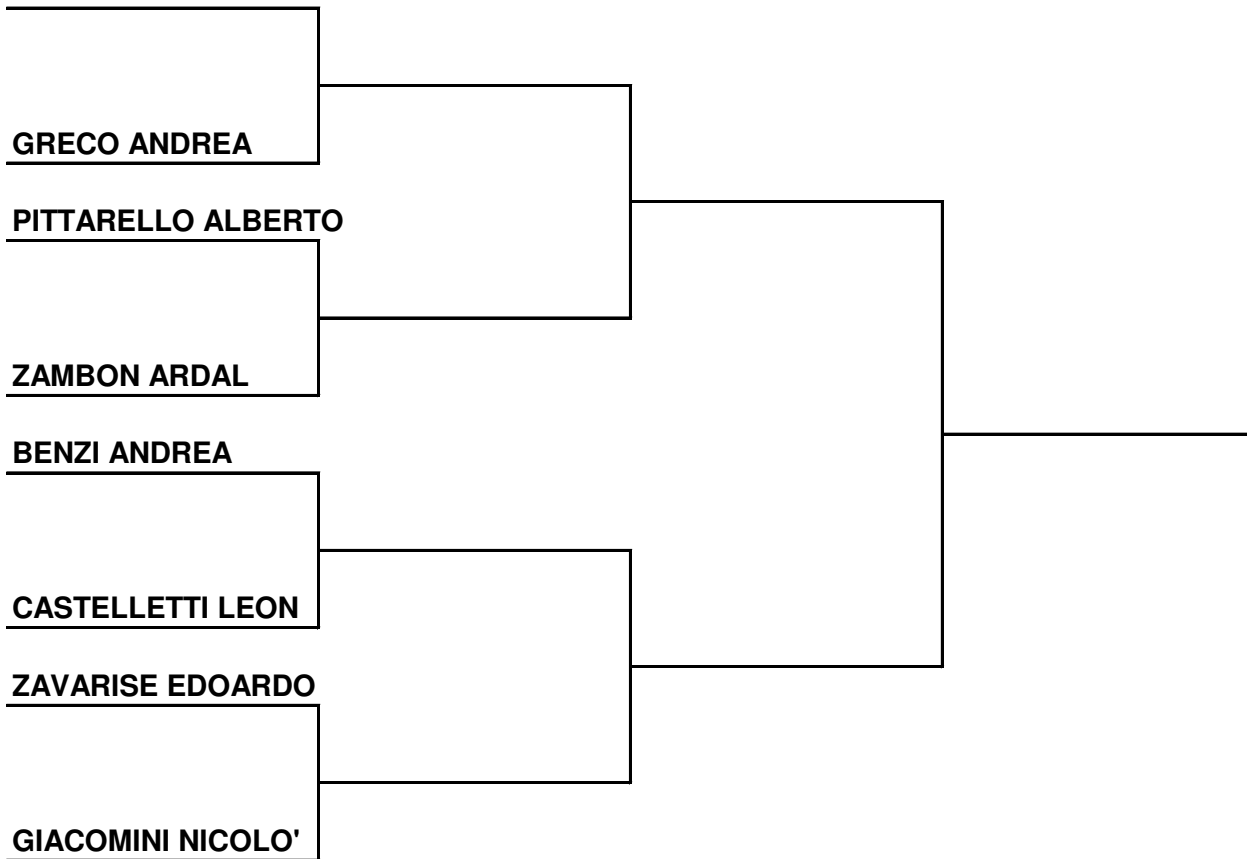 GRECO ANDREA
PITTARELLO ALBERTO
ZAMBON ARDAL
BENZI ANDREA
CASTELLETTI LEON
ZAVARISE EDOARDO
GIACOMINI NICOLO'